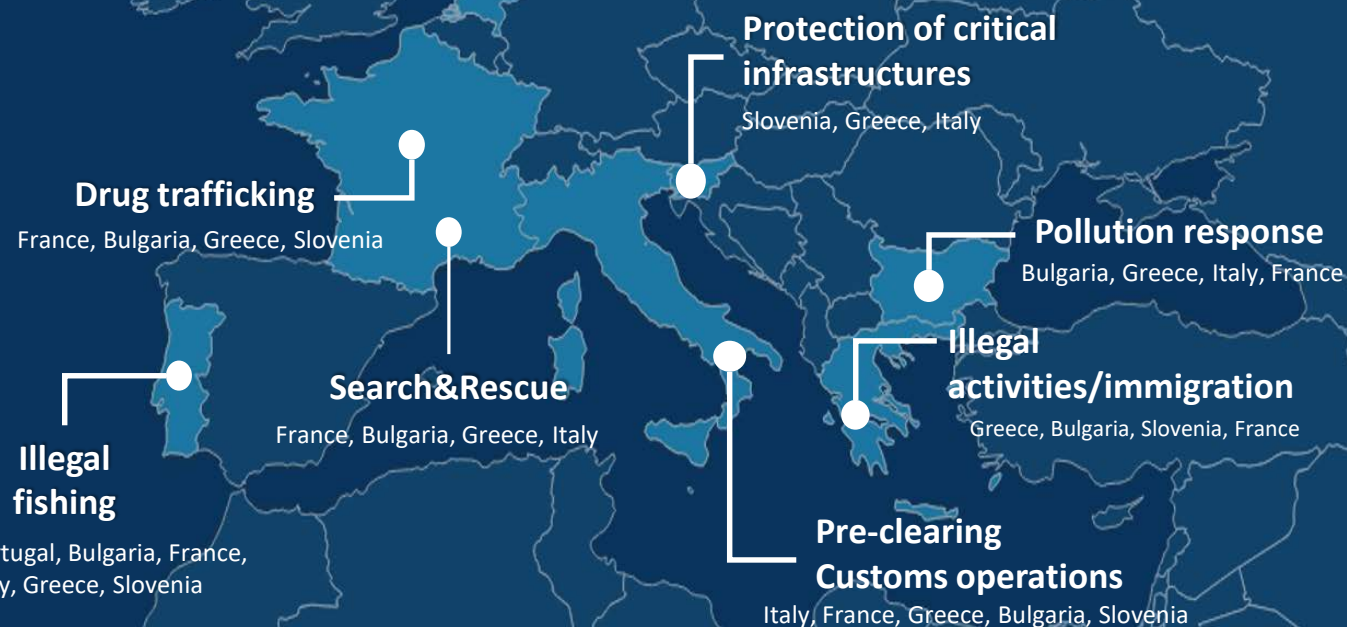 Protection of critical
infrastructures
Slovenia, Greece, Italy
Drug trafficking
France, Bulgaria, Greece, Slovenia
Pollution response
Bulgaria, Greece, Italy, France
Search&Rescue
France, Bulgaria, Greece, Italy
Illegal
activities/immigration
Greece, Bulgaria, Slovenia, France
Illegal
fishing
tugal, Bulgaria, France,
y, Greece, Slovenia
Pre-clearing
Customs operations
Italy, France, Greece, Bulgaria, Slovenia